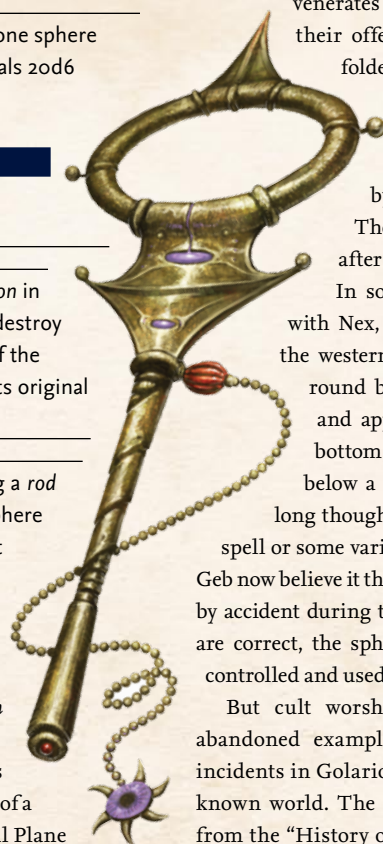 one sphere
als 20d6
on in
destroy
f the
ts original
g a rod
here
t
a
s
of a
l Plane
venerates
their offe
folde
b
The
after
In so
with Nex,
the western
round b
and app
bottom
below a
long though
spell or some vari
Geb now believe it th
by accident during t
are correct, the sph
controlled and used
But cult worsh
abandoned exampl
incidents in Golario
known world. The
from the “History o